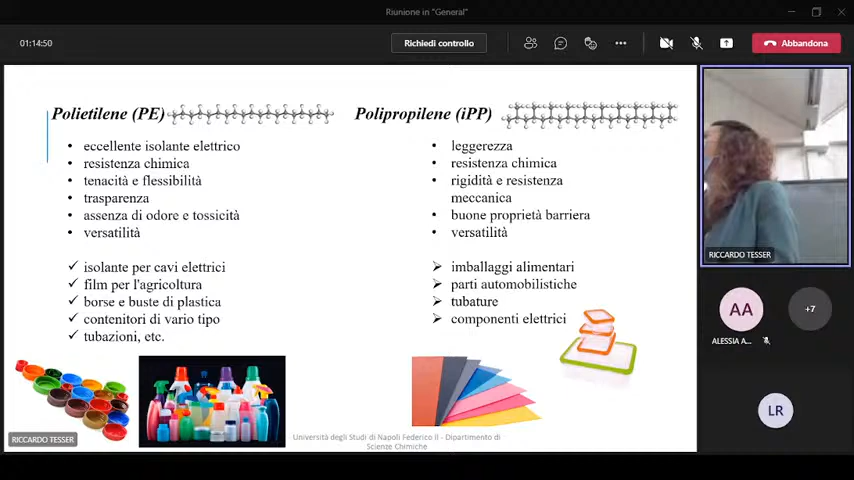 Riunione in "General"
01:14:50
Richiedi controllo
Abbandona
Polietilene (PE)
eccellente isolante elettrico
resistenza chimica
tenacità e flessibilità
trasparenza
assenza di odore e tossicità
versatilità
isolante per cavi elettrici
film per l'agricoltura
borse e buste di plastica
contenitori di vario tipo
tubazioni, etc.
Polipropilene (iPP)
leggerezza
resistenza chimica
rigidità e resistenza
meccanica
buone proprietà barriera
versatilità
imballaggi alimentari
parti automobilistiche
tubature
componenti elettrici
RICCARDO TESSER
Università degli Studi di Napoli Federico II - Dipartimento di
Scienze Chimiche
RICCARDO TESSER
AA
ALESSIA A...
+7
LR